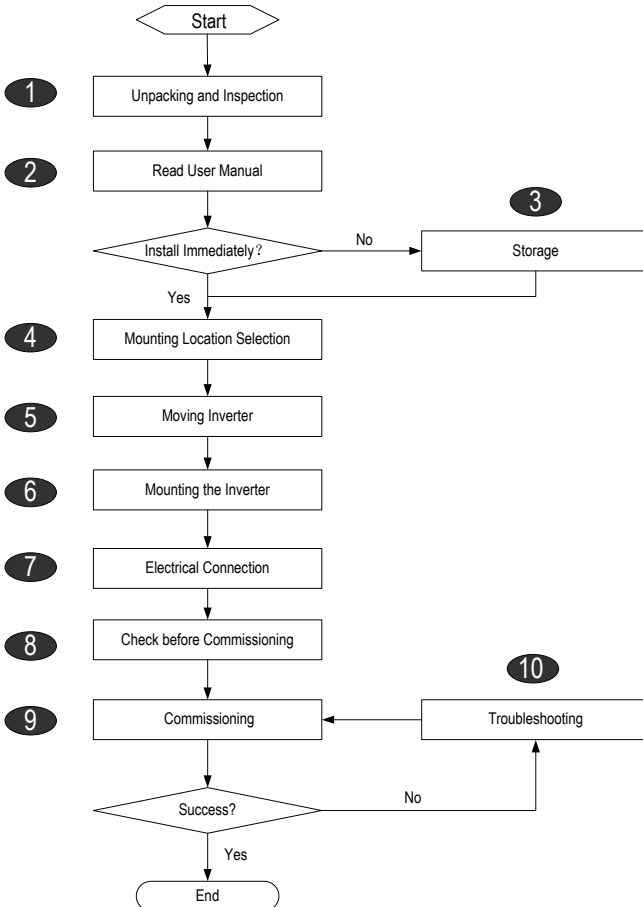 Start
1
Unpacking and Inspection
2
Read User Manual
3
Install Immediately？
No
Storage
Yes
4
Mounting Location Selection
5
Moving Inverter
6
Mounting the Inverter
7
Electrical Connection
8
Check before Commissioning
10
9
Commissioning
Troubleshooting
Success?
No
Yes
End